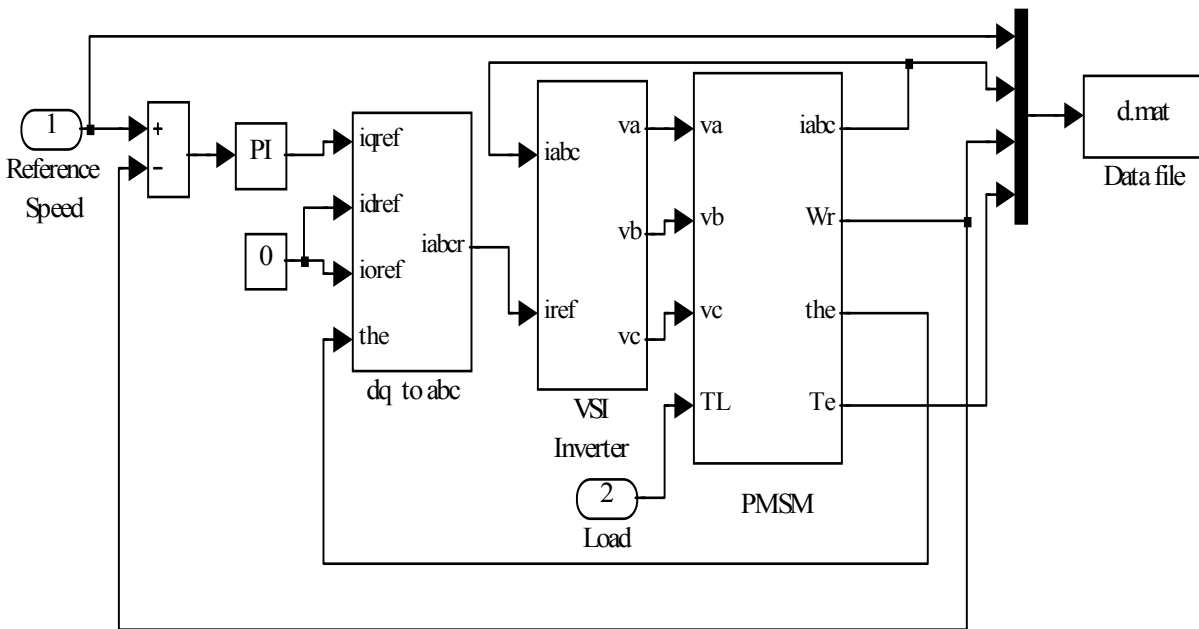 1
Reference
Speed
+
-
PI
0
iqref
idref
ioref
the
iabcr
dq to abc
iabc
iref
va
vb
vc
VSI
Inverter
2
Load
va
vb
vc
TL
iabc
Wr
the
Te
PMSM
d.mat
Data file